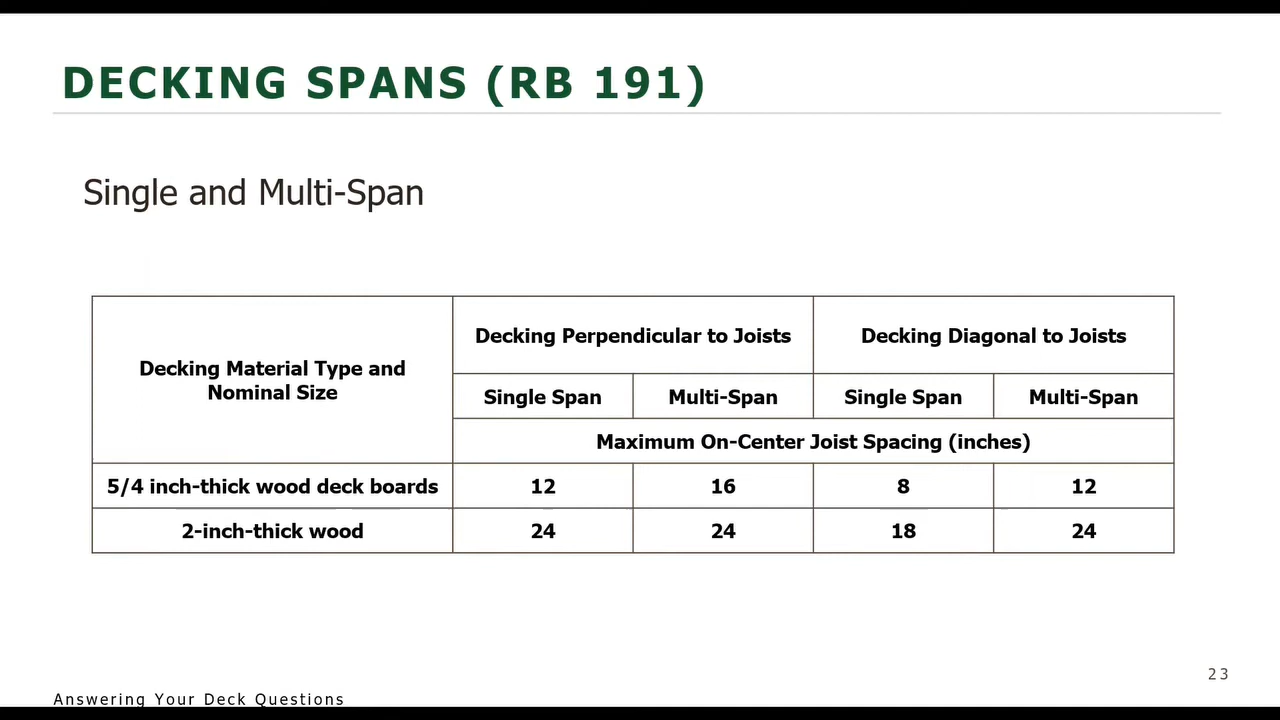 DECKING SPANS (RB 191)
Single and Multi-Span
Decking Material Type and
Nominal Size
Decking Perpendicular to Joists
Decking Diagonal to Joists
Single Span
Multi-Span
Single Span
Multi-Span
Maximum On-Center Joist Spacing (inches)
5/4 inch-thick wood deck boards 12 16 8 12
2-inch-thick wood 24 24 18 24
23
Answering Your Deck Questions